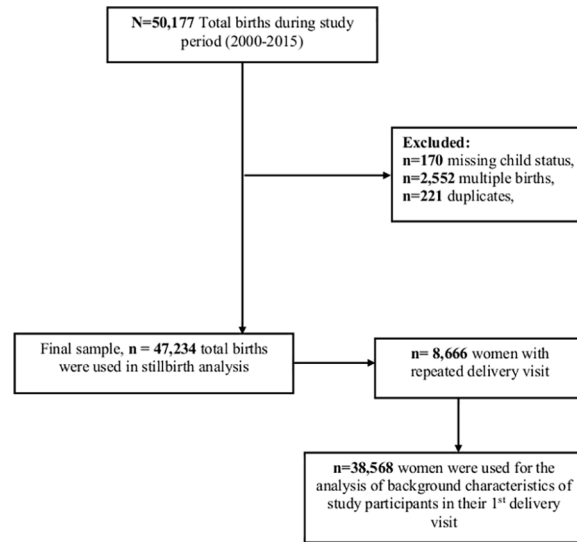 N=50,177 Total births during study
period (2000-2015)
Excluded:
n=170 missing child status,
n=2,552 multiple births,
n=221 duplicates,
Final sample, n = 47,234 total births
were used in stillbirth analysis
n= 8,666 women with
repeated delivery visit
n=38,568 women were used for the
analysis of background characteristics of
study participants in their 1st delivery
visit